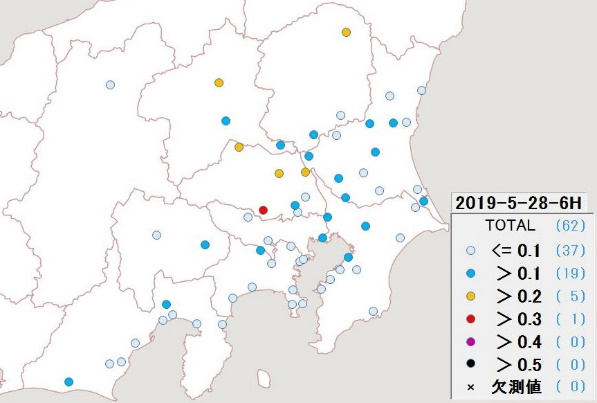 2019-5-28-6H
TOTAL (62)
<= 0.1 (37)
> 0.1 (19)
> 0.2 ( 5)
> 0.3 ( 1)
> 0.4 ( 0)
> 0.5 ( 0)
× 欠測値 ( 0)